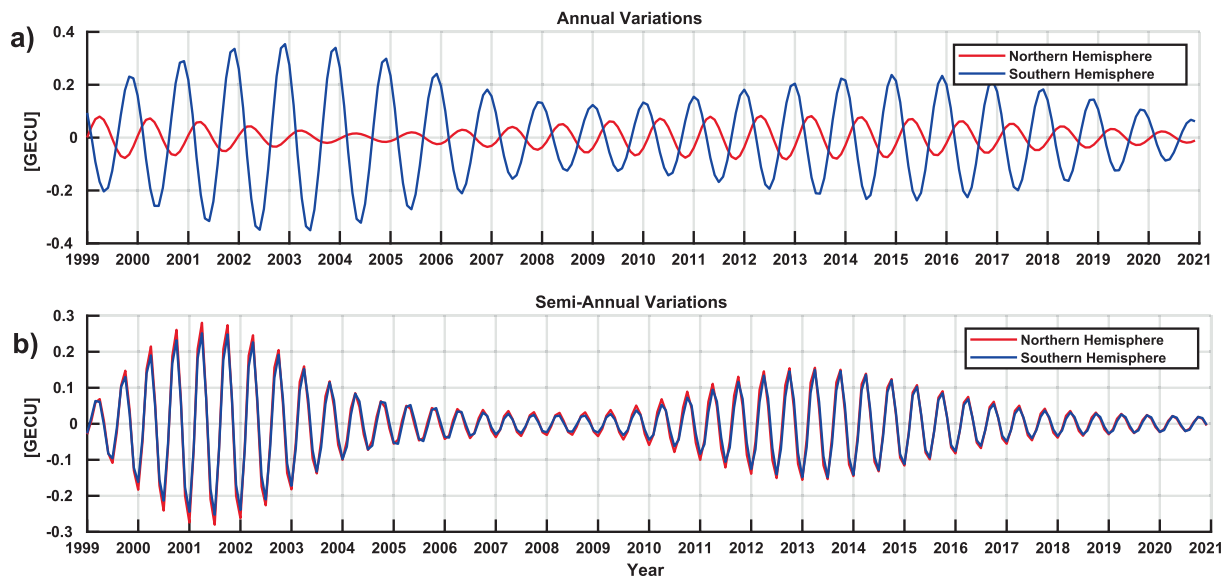 Annual Variations
a)
0.4
0.2
0
-0.2
-0.4
[GECU]
Northern Hemisphere
Southern Hemisphere
1999 2000 2001 2002 2003 2004 2005 2006 2007 2008 2009 2010 2011 2012 2013 2014 2015 2016 2017 2018 2019 2020 2021
Semi-Annual Variations
b)
0.3
0.2
0.1
0
-0.1
-0.2
-0.3
[GECU]
Northern Hemisphere
Southern Hemisphere
1999 2000 2001 2002 2003 2004 2005 2006 2007 2008 2009 2010 2011 2012 2013 2014 2015 2016 2017 2018 2019 2020 2021
Year